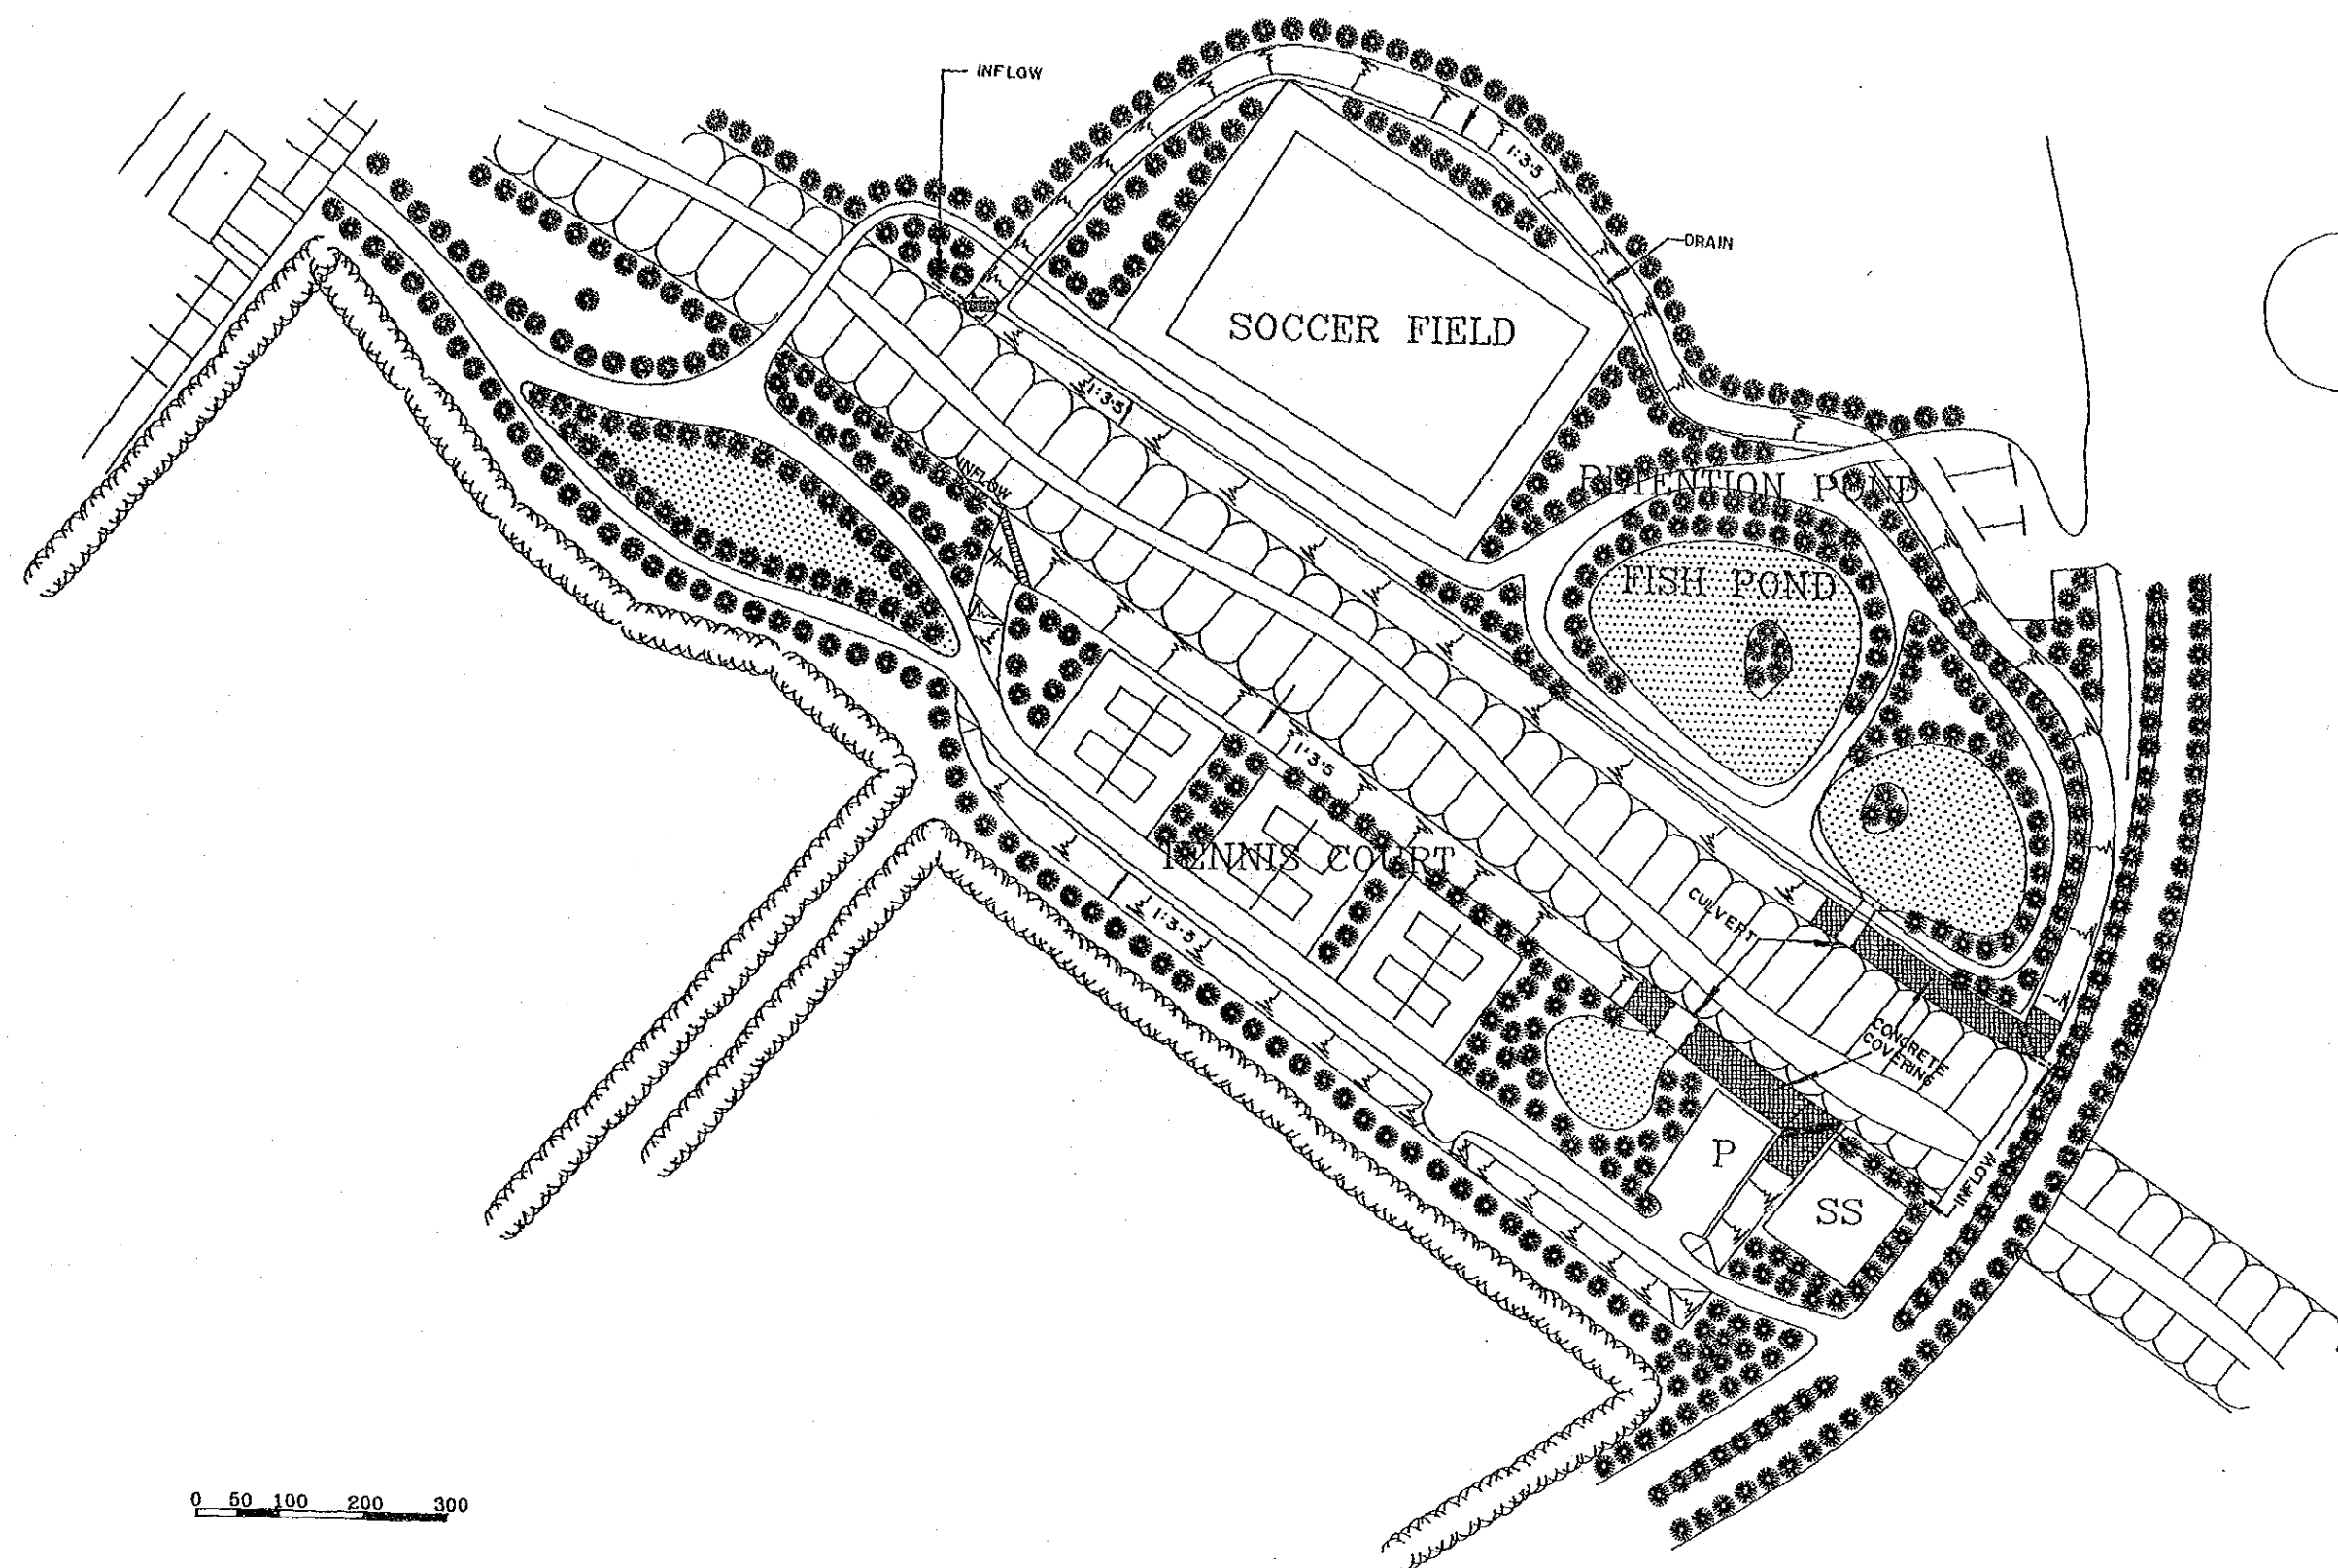 INFLOW
1:3.5
DRAIN
SOCCER FIELD
1:3.5
RETENTION POND
INFLOW
FISH POND
1:3.5
TENNIS COURT
CULVERT
1:3.5
CONCRETE
COVERING
P
INFLOW
SS
0 50 100 200 300